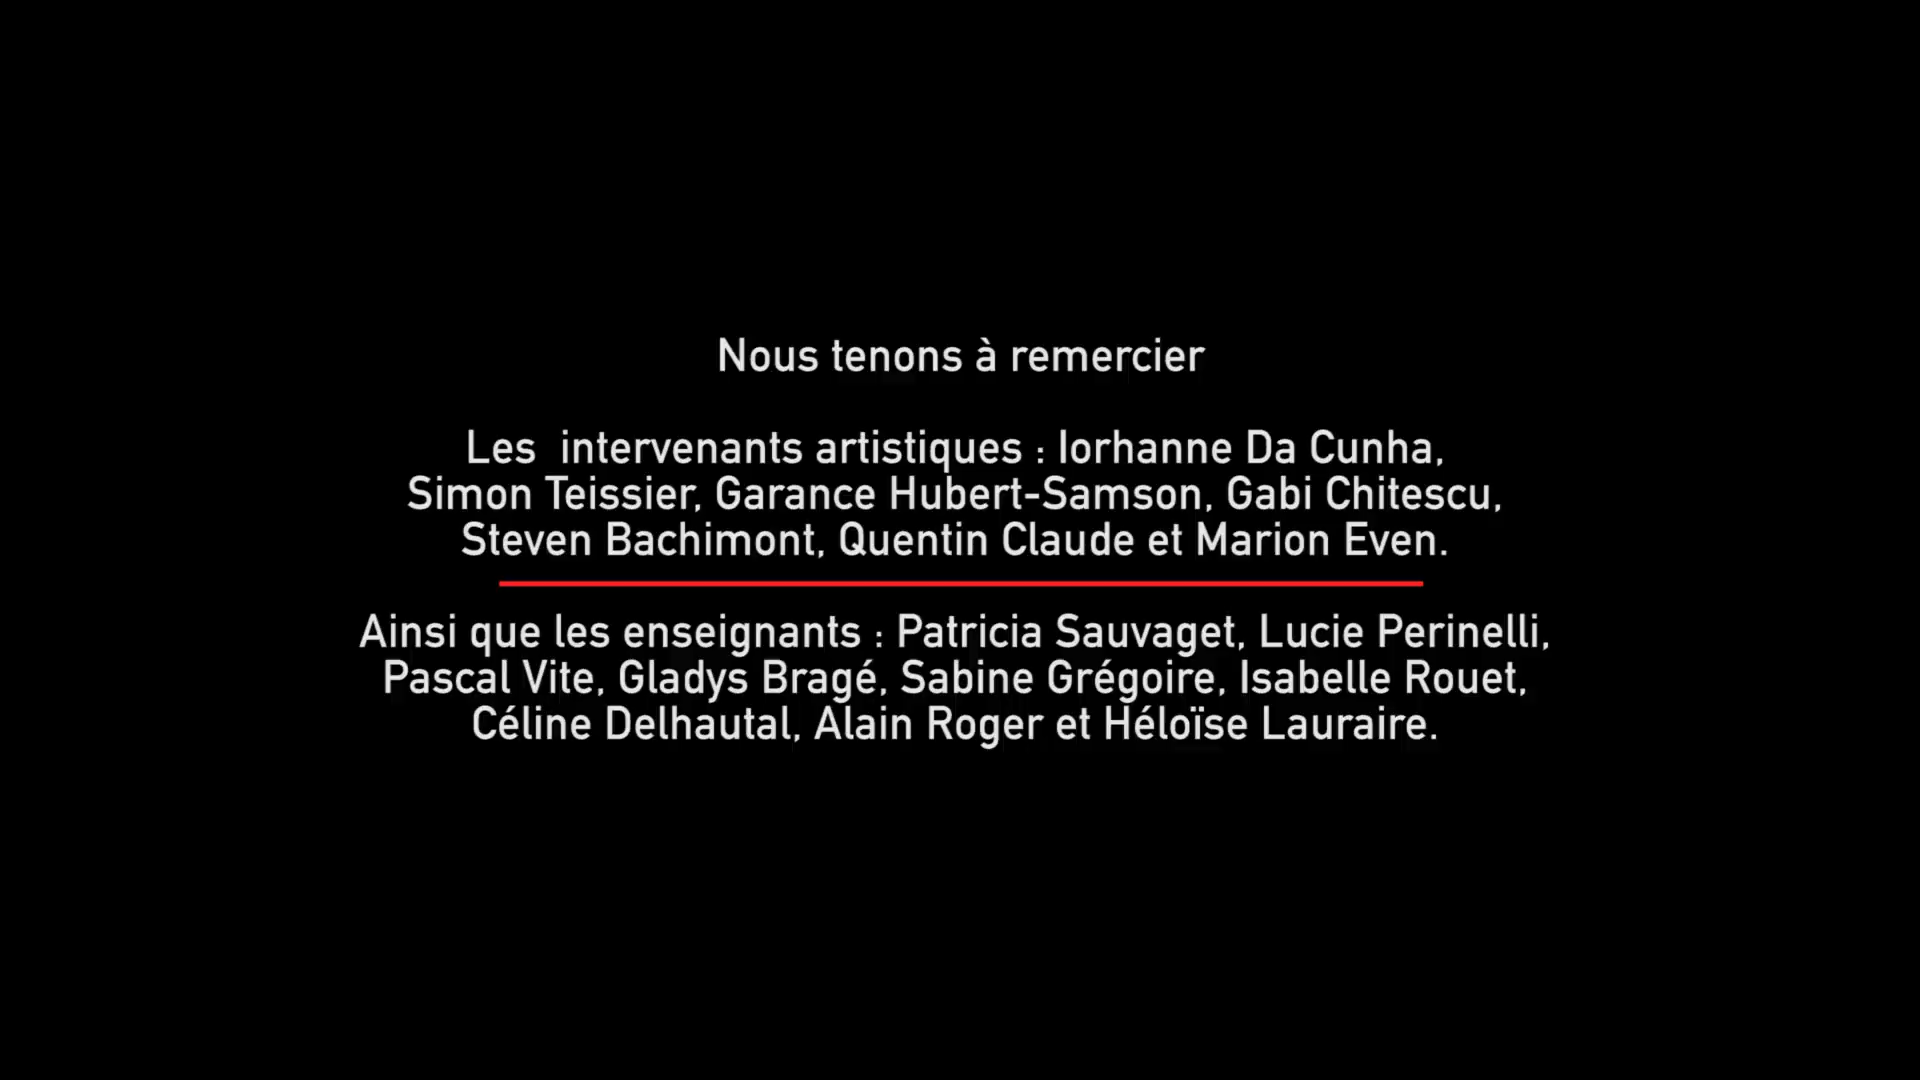 Nous tenons à remercier
Les  intervenants artistiques : Iorhanne Da Cunha,
Simon Teissier, Garance Hubert-Samson, Gabi Chitescu,
Steven Bachimont, Quentin Claude et Marion Even.
Ainsi que les enseignants : Patricia Sauvaget, Lucie Perinelli,
Pascal Vite, Gladys Bragé, Sabine Grégoire, Isabelle Rouet,
Céline Delhautal, Alain Roger et Héloïse Lauraire.